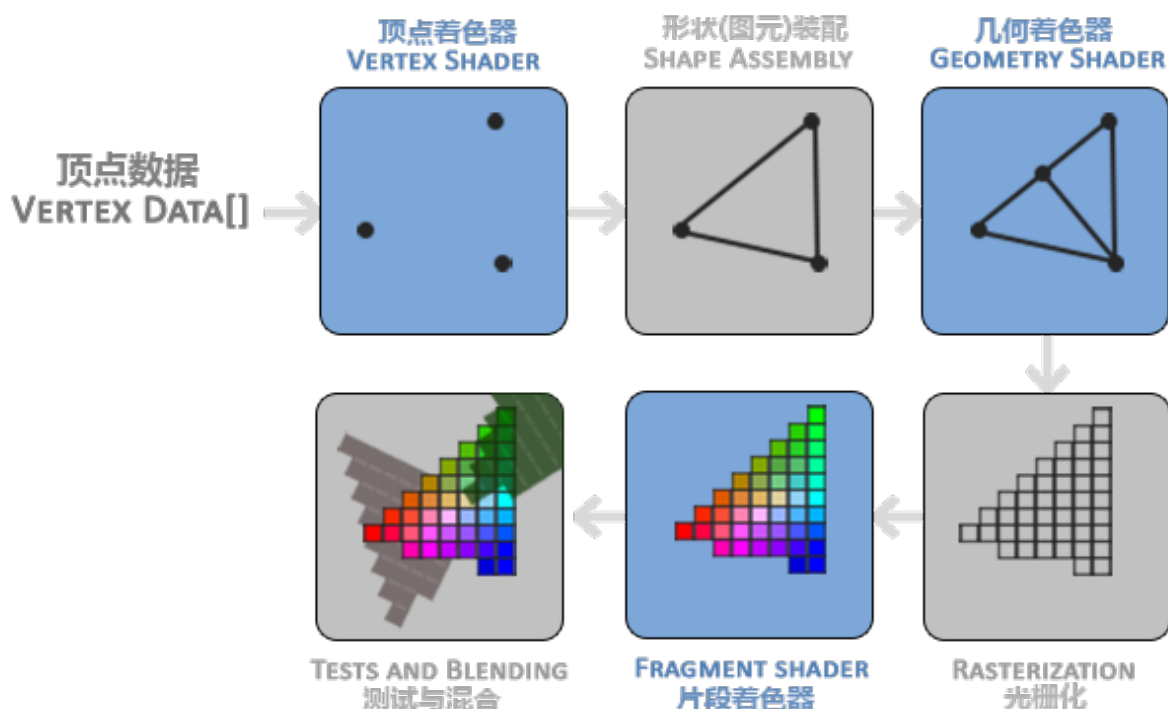 顶点着色器
VERTEX SHADER
形状(图元)装配
SHAPE ASSEMBLY
几何着色器
GEOMETRY SHADER
顶点数据
VERTEX DATA[]
TESTS AND BLENDING
测试与混合
FRAGMENT SHADER
片段着色器
RASTERIZATION
光栅化